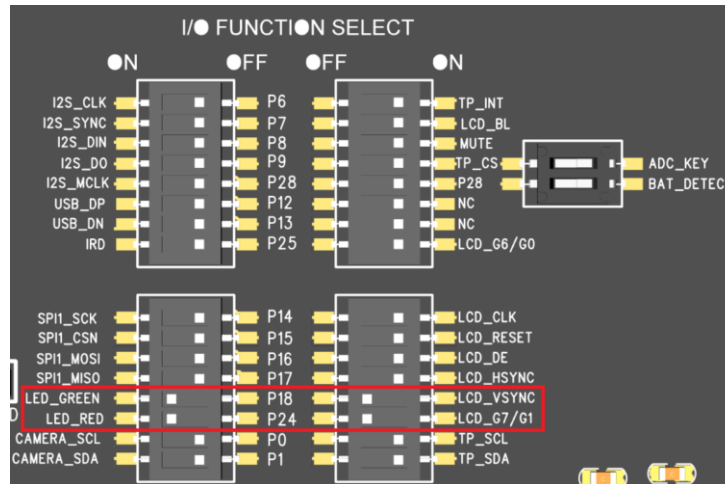 I/O FUNCTION SELECT
ON OFF OFF ON
I2S_CLK P6 TP_INT
I2S_SYNC P7 LCD_BL
I2S_DIN P8 MUTE
I2S_DO P9 TP_CS ADC_KEY
I2S_MCLK P28 P28 BAT_DETEC
USB_DP P12 NC
USB_DN P13 NC
IRD P25 LCD_G6/G0
SPI1_SCK P14 LCD_CLK
SPI1_CSN P15 LCD_RESET
SPI1_MOSI P16 LCD_DE
SPI1_MISO P17 LCD_HSYNC
LED_GREEN P18 LCD_VSYNC
LED_RED P24 LCD_G7/G1
CAMERA_SCL P0 TP_SCL
CAMERA_SDA P1 TP_SDA